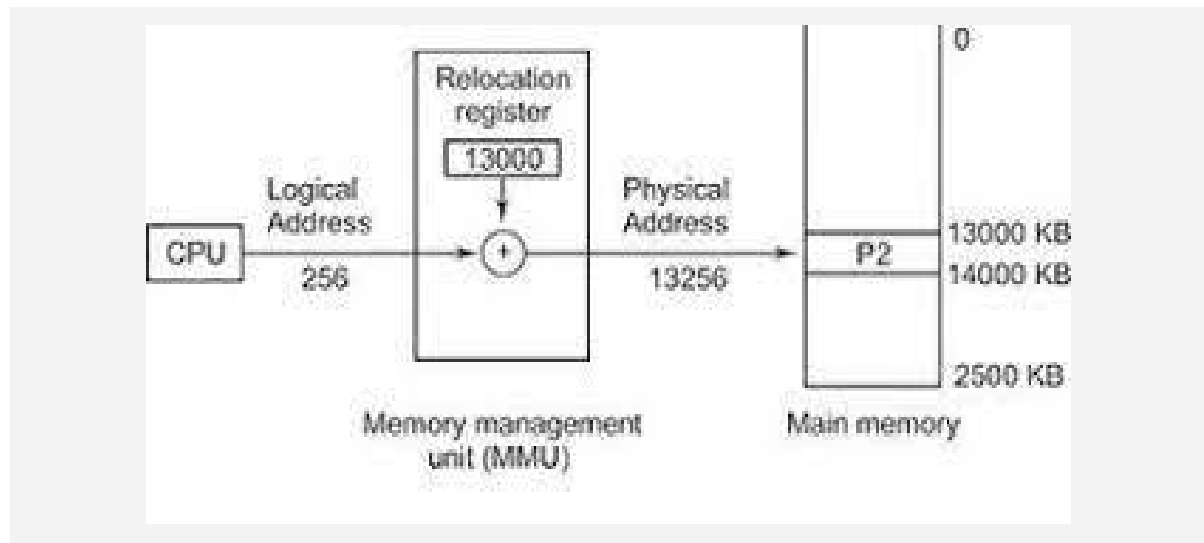 0
Relocation
register
13000
Logical
Address
Physical
Address
CPU
256
+
13256
P2
13000 KB
14000 KB
2500 KB
Memory management
unit (MMU)
Main memory